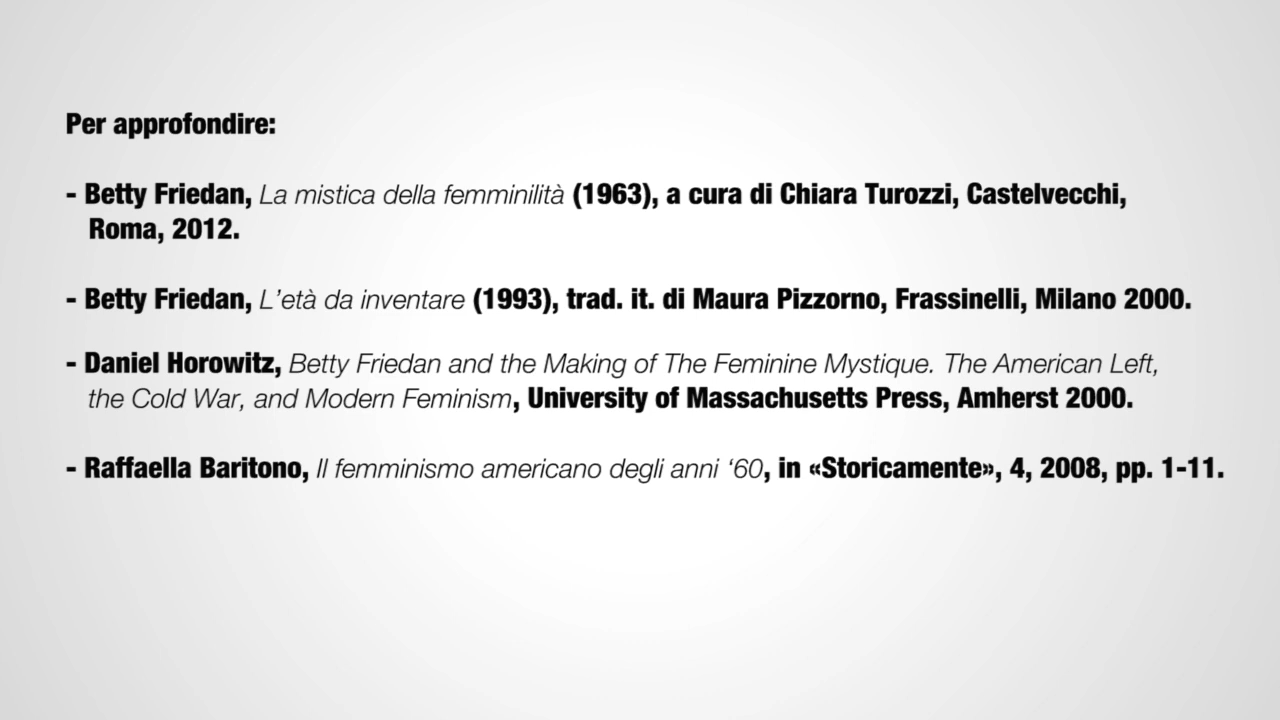 Per approfondire:
- Betty Friedan, La mistica della femminilità (1963), a cura di Chiara Turozzi, Castelvecchi,
Roma, 2012.
- Betty Friedan, L'età da inventare (1993), trad. it. di Maura Pizzorno, Frassinelli, Milano 2000.
- Daniel Horowitz, Betty Friedan and the Making of The Feminine Mystique. The American Left,
the Cold War, and Modern Feminism, University of Massachusetts Press, Amherst 2000.
- Raffaella Baritono, Il femminismo americano degli anni ‘60, in «Storicamente», 4, 2008, pp. 1-11.